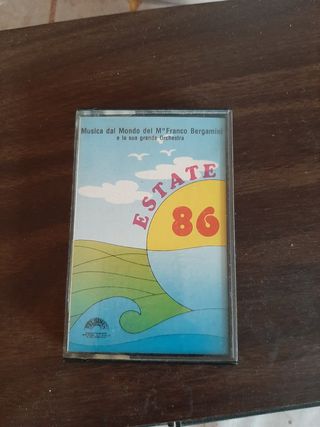 Musica dal Mondo del M° Franco Bergamini
e la sua grande Orchestra
ESTATE
86